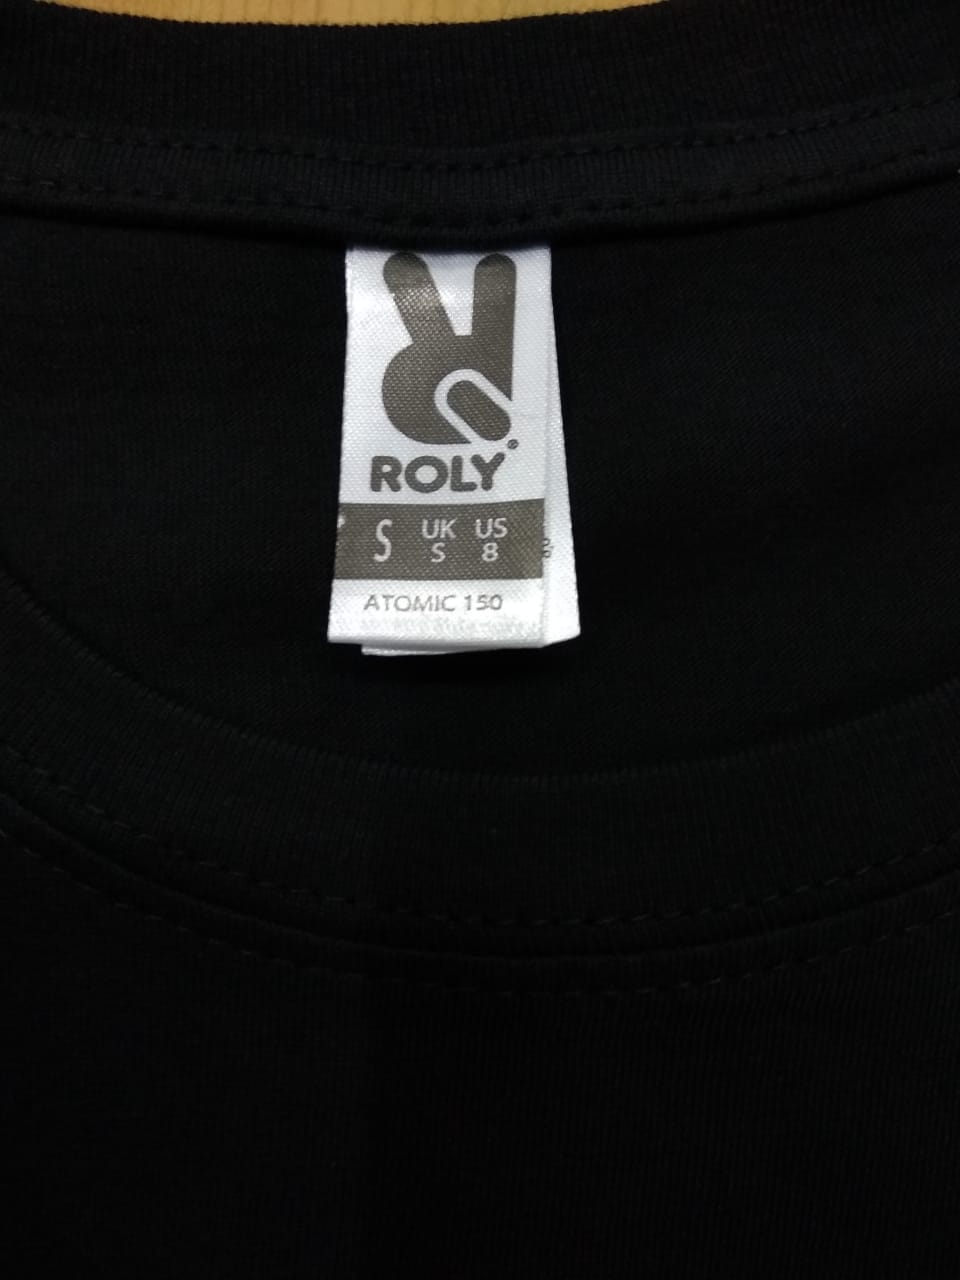 ROLY®
S UK US
S 8
ATOMIC 150